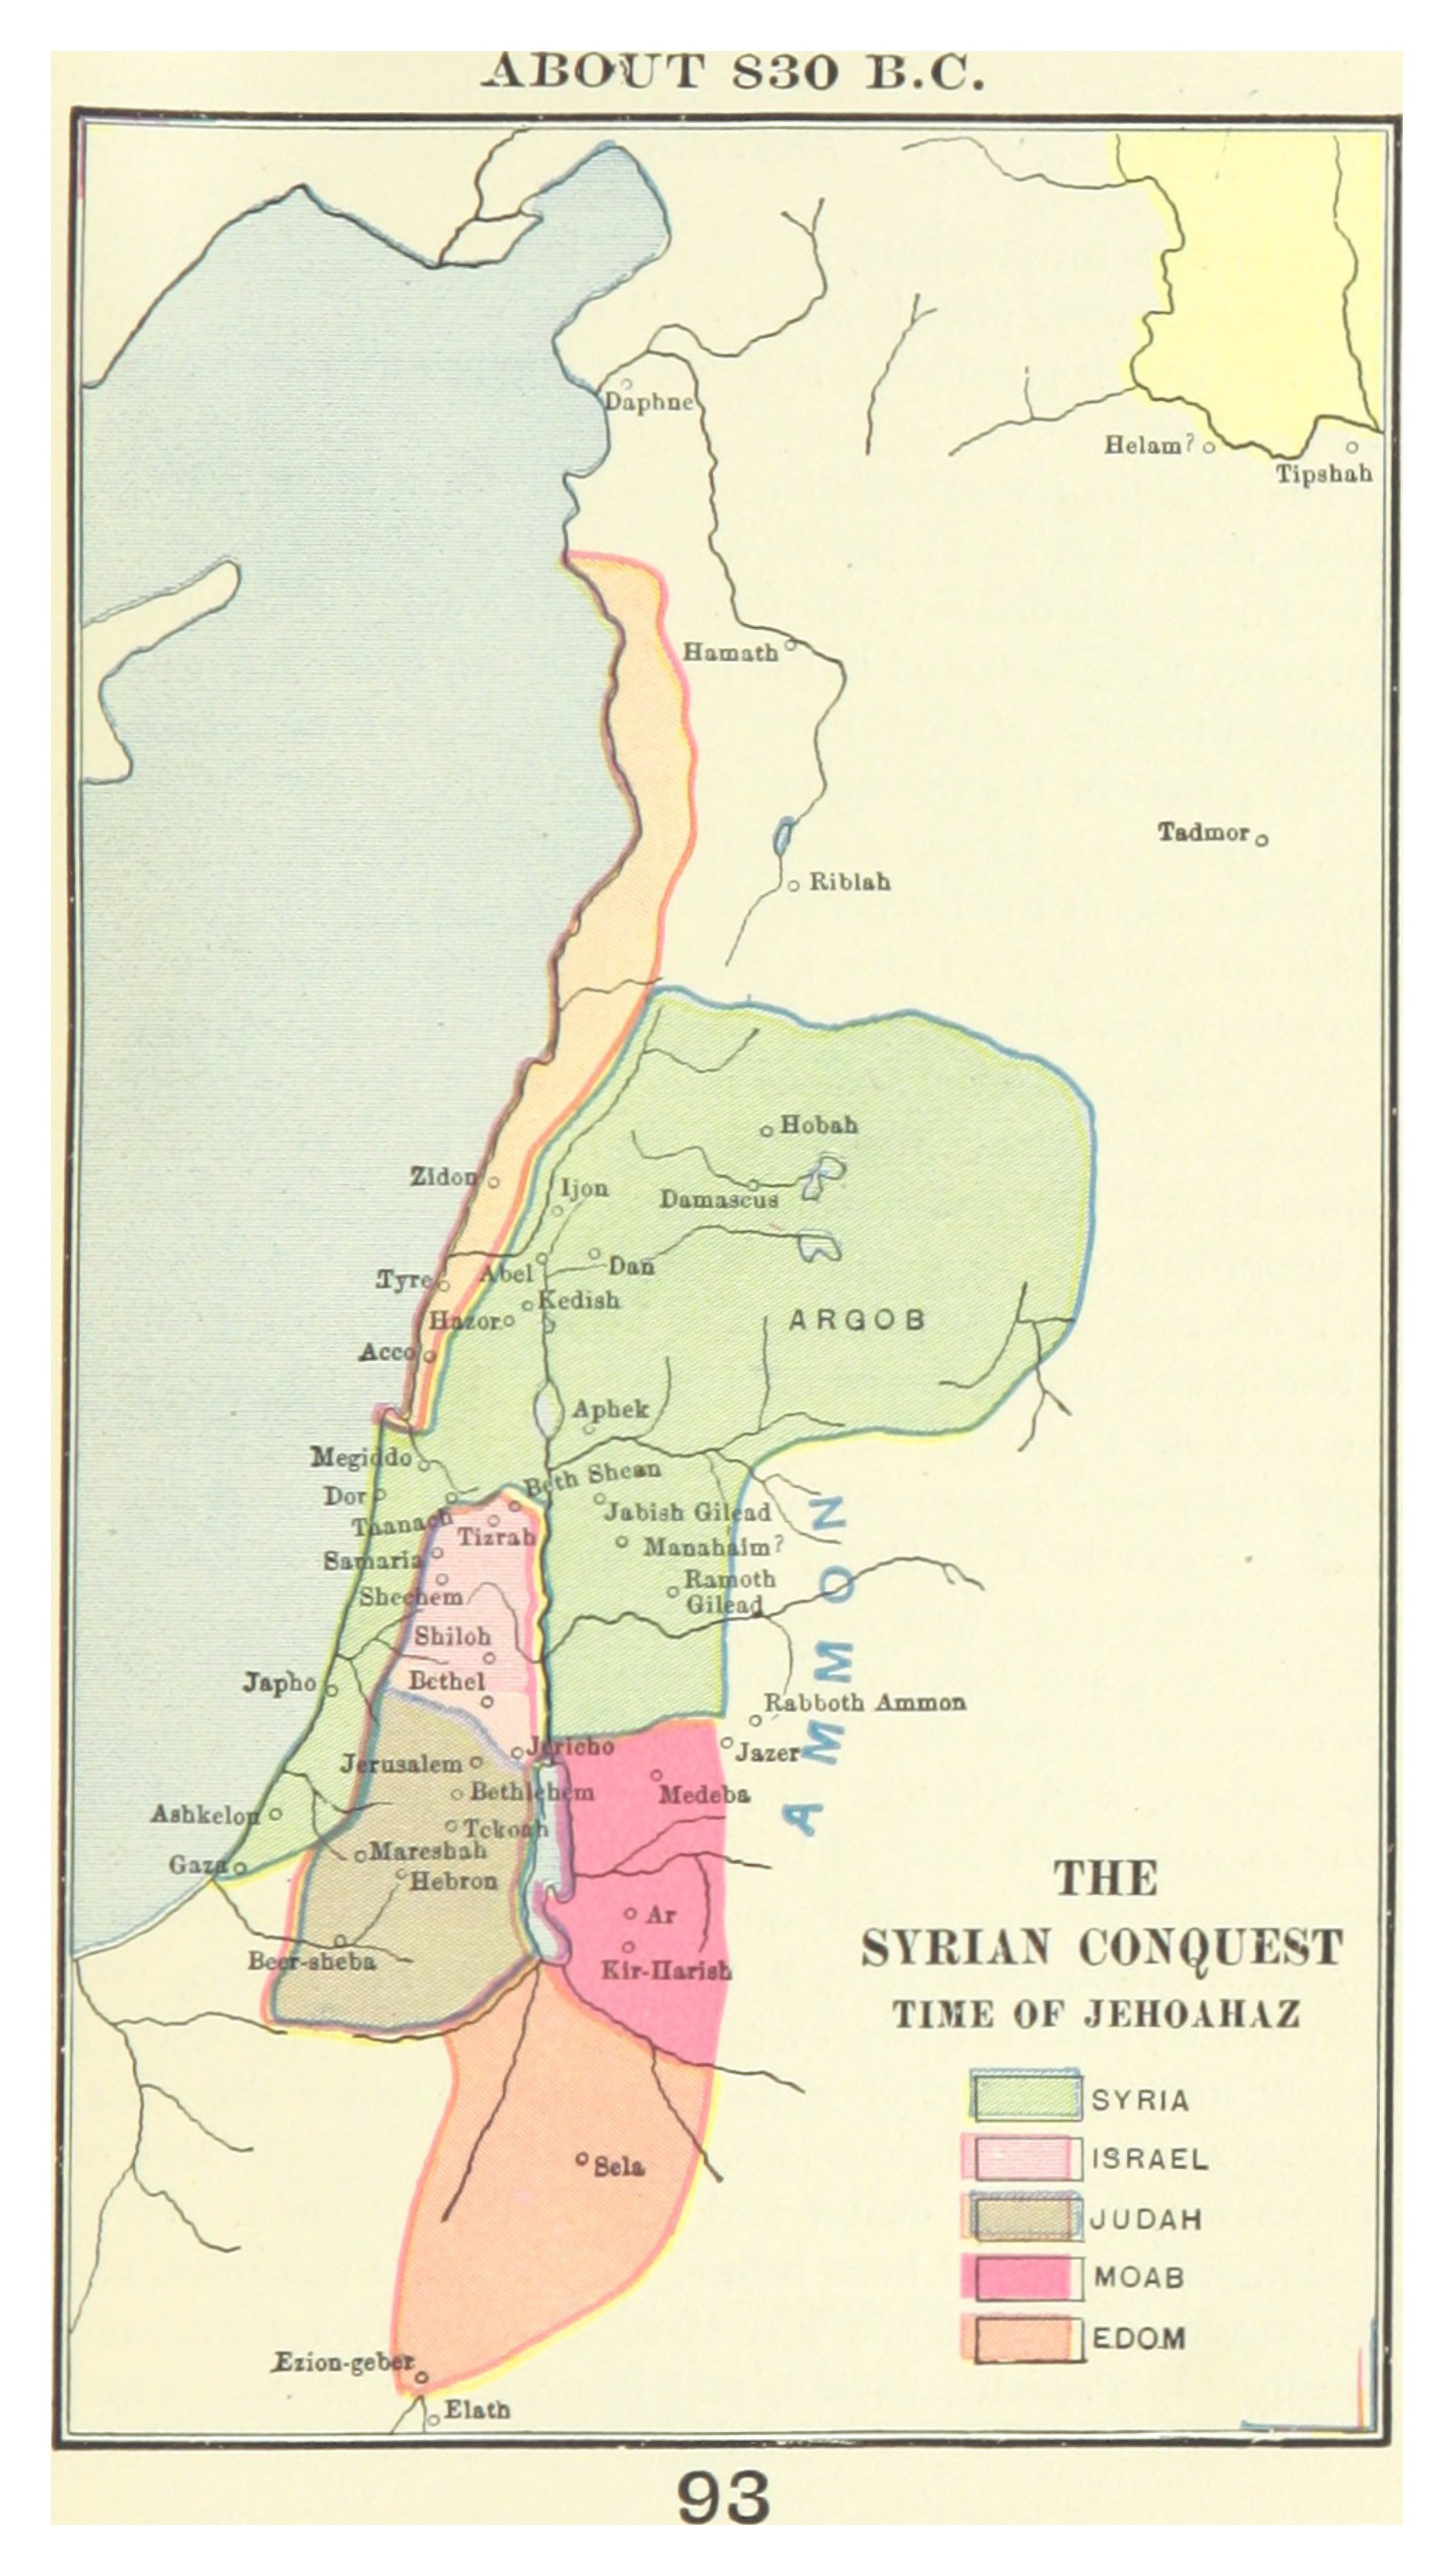 ABOUT 830 B.C.
Daphne
Helam?
Tipshah
Hamath
Tadmor
Riblah
Hobah
Zidon
Ijon
Damascus
Tyre
Abel
Dan
Kedish
Hazor
ARGOB
Acco
Aphek
Megiddo
Beth Shean
Dor
Jabish Gilead
Taanach
Tizrah
Manahaim?
Samaria
Ramoth
Gilead
Shechem
AMMON
Shiloh
Japho
Bethel
Rabboth Ammon
Jericho
Jazer
Jerusalem
Bethlehem
Medeba
Ashkelon
Tekoah
Mareshah
Gaza
Hebron
Ar
Beer-sheba
Kir-Harish
THE
SYRIAN CONQUEST
TIME OF JEHOAHAZ
SYRIA
ISRAEL
Sela
JUDAH
MOAB
EDOM
Ezion-geber
Elath
93